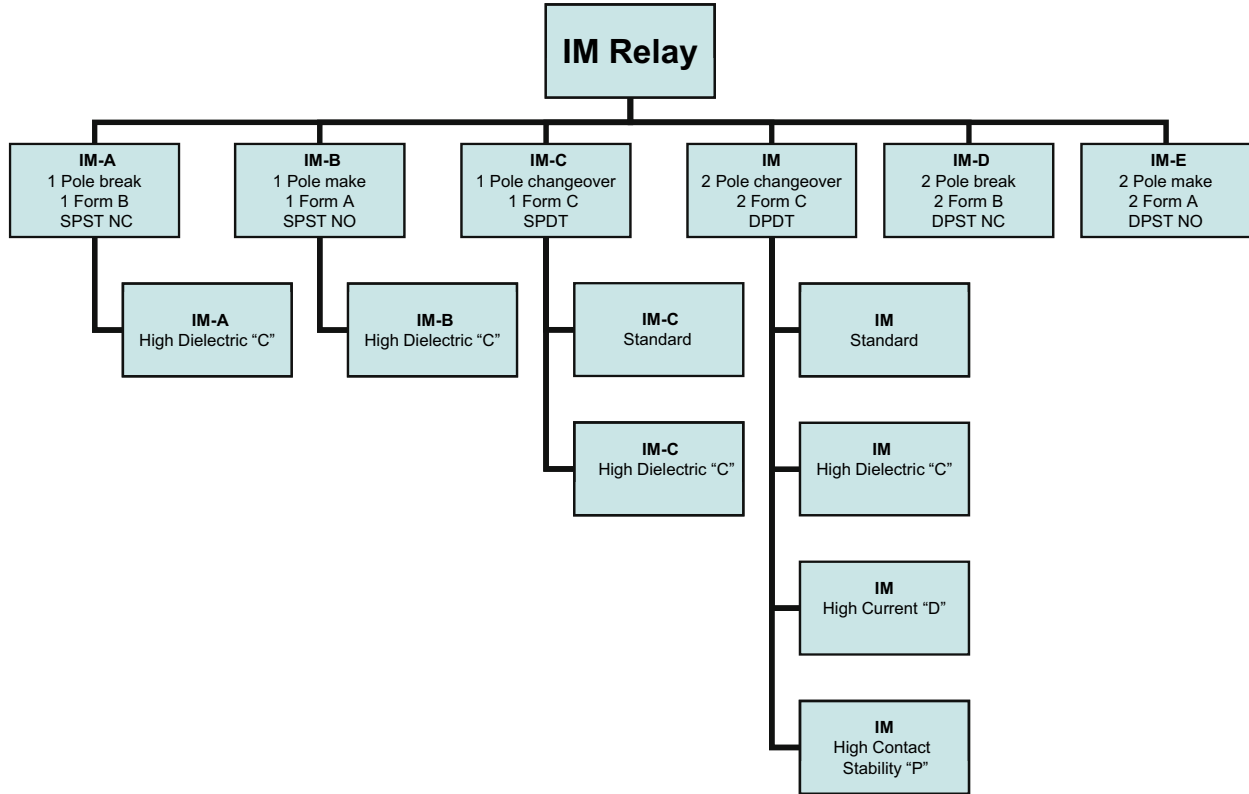 IM Relay
IM-A
1 Pole break
1 Form B
SPST NC
IM-B
1 Pole make
1 Form A
SPST NO
IM-C
1 Pole changeover
1 Form C
SPDT
IM
2 Pole changeover
2 Form C
DPDT
IM-D
2 Pole break
2 Form B
DPST NC
IM-E
2 Pole make
2 Form A
DPST NO
IM-A
High Dielectric “C”
IM-B
High Dielectric “C”
IM-C
Standard
IM
Standard
IM-C
High Dielectric “C”
IM
High Dielectric “C”
IM
High Current “D”
IM
High Contact
Stability “P”